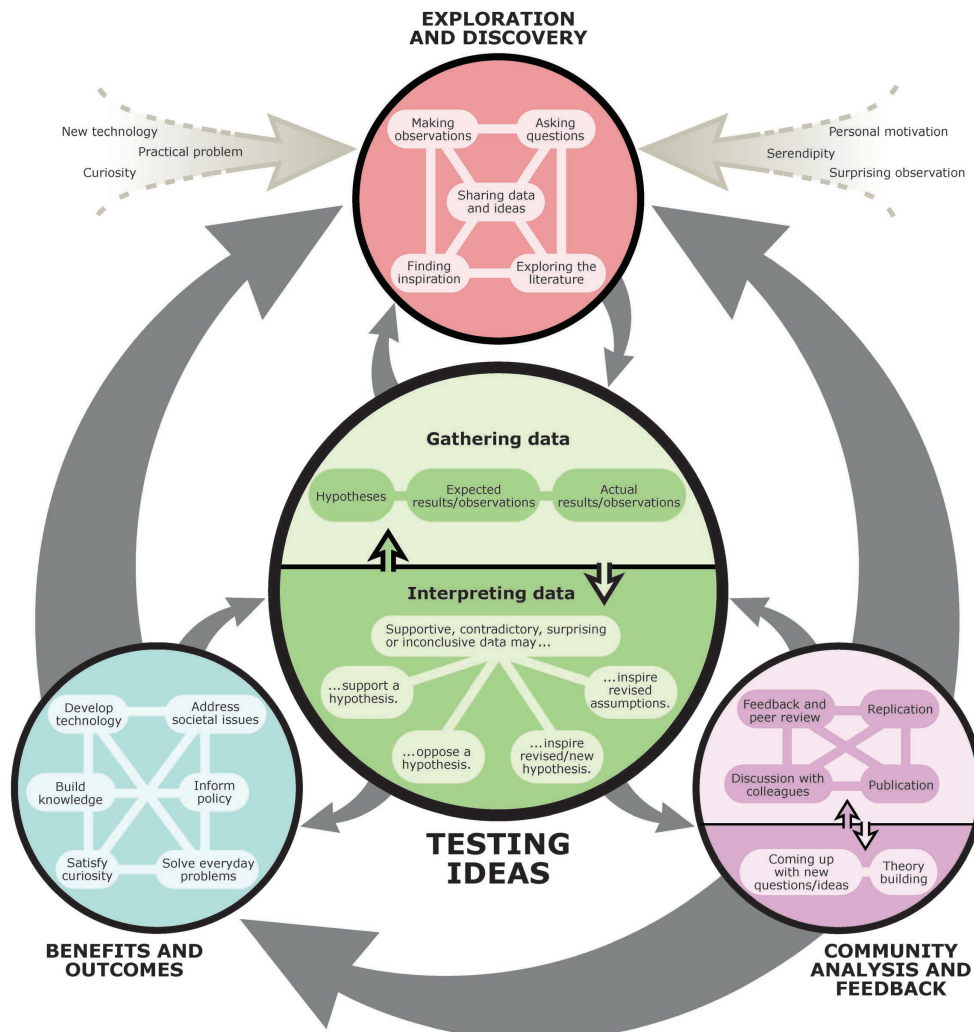 EXPLORATION
AND DISCOVERY
New technology
Practical problem
Curiosity
Personal motivation
Serendipity
Surprising observation
Making
observations
Asking
questions
Sharing data
and ideas
Finding
inspiration
Exploring the
literature
Gathering data
Hypotheses
Expected
results/observations
Actual
results/observations
Interpreting data
Supportive, contradictory, surprising
or inconclusive data may...
...support a
hypothesis.
...oppose a
hypothesis.
...inspire
revised/new
hypothesis.
...inspire
revised
assumptions.
TESTING
IDEAS
Develop
technology
Address
societal issues
Build
knowledge
Inform
policy
Satisfy
curiosity
Solve everyday
problems
BENEFITS AND
OUTCOMES
Feedback and
peer review
Replication
Discussion with
colleagues
Publication
Coming up
with new
questions/ideas
Theory
building
COMMUNITY
ANALYSIS AND
FEEDBACK